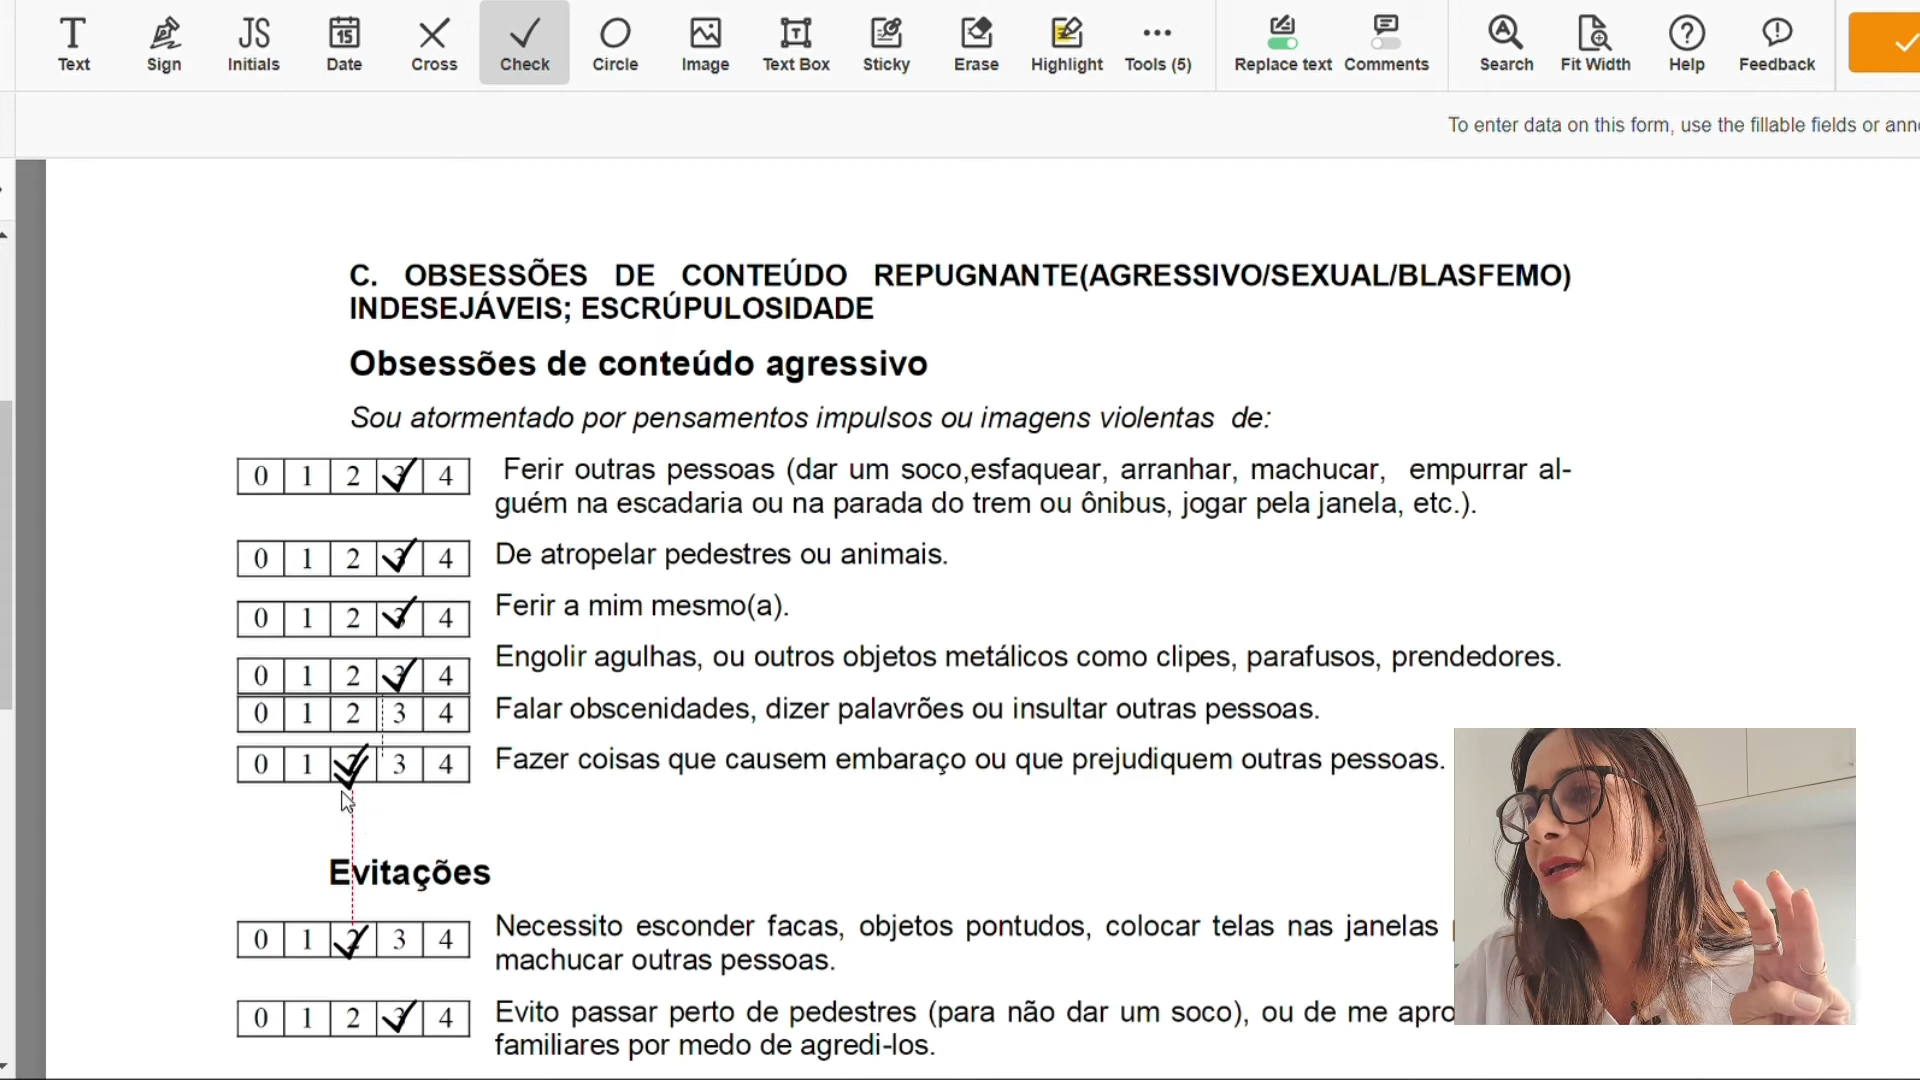 Text Sign Initials Date Cross Check Circle Image Text Box Sticky Erase Highlight Tools (5) Replace text Comments Search Fit Width Help Feedback
To enter data on this form, use the fillable fields or
C. OBSESSÕES DE CONTEÚDO REPUGNANTE(AGRESSIVO/SEXUAL/BLASFEMO)
INDESEJÁVEIS; ESCRÚPULOSIDADE
Obsessões de conteúdo agressivo
Sou atormentado por pensamentos impulsos ou imagens violentas de:
0 1 2 3 4 Ferir outras pessoas (dar um soco,esfaquear, arranhar, machucar, empurrar al-
guém na escadaria ou na parada do trem ou ônibus, jogar pela janela, etc.).
0 1 2 3 4 De atropelar pedestres ou animais.
0 1 2 3 4 Ferir a mim mesmo(a).
0 1 2 3 4 Engolir agulhas, ou outros objetos metálicos como clipes, parafusos, prendedores.
0 1 2 3 4 Falar obscenidades, dizer palavrões ou insultar outras pessoas.
0 1 2 3 4 Fazer coisas que causem embaraço ou que prejudiquem outras pessoas.
Evitações
0 1 2 3 4 Necessito esconder facas, objetos pontudos, colocar telas nas janelas
machucar outras pessoas.
0 1 2 3 4 Evito passar perto de pedestres (para não dar um soco), ou de me
familiares por medo de agredi-los.